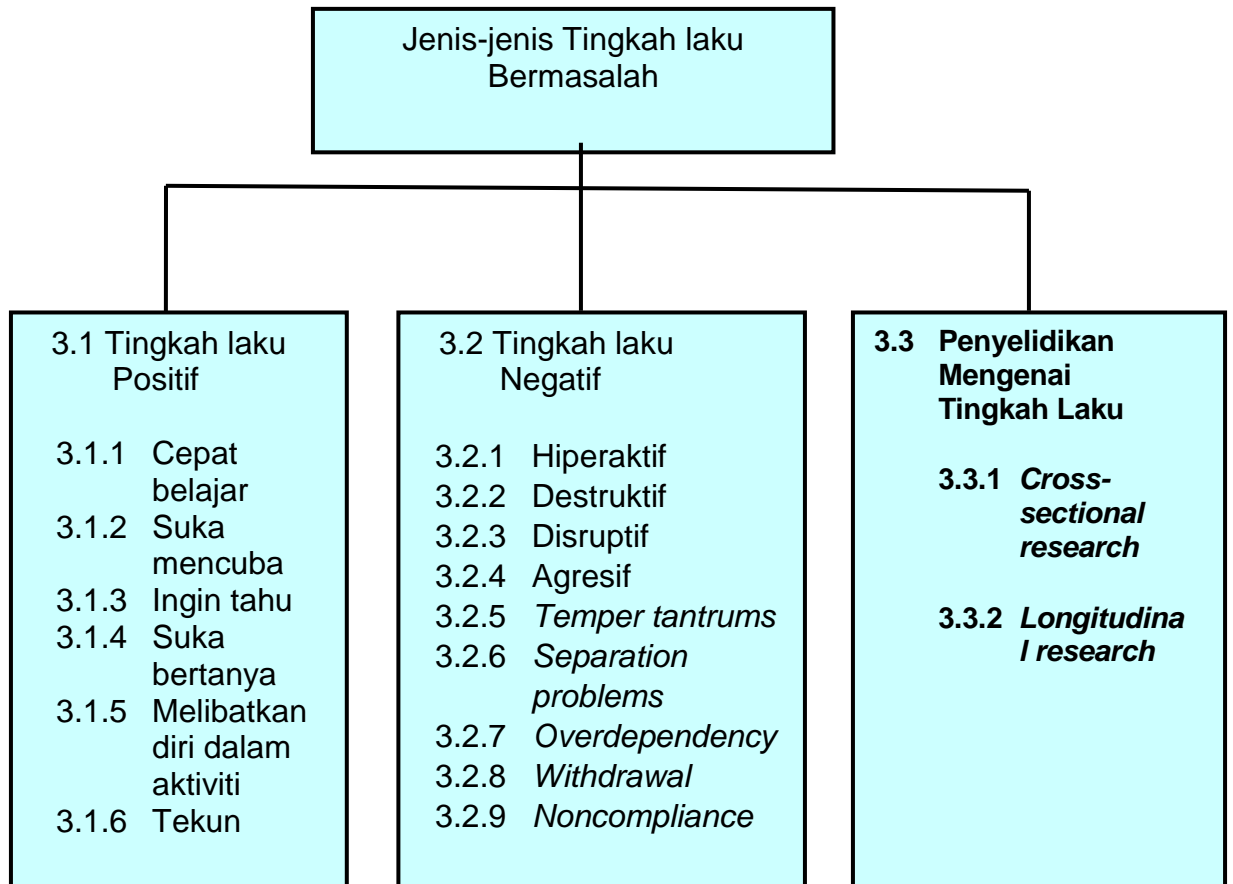 Jenis-jenis Tingkah laku
Bermasalah
3.1 Tingkah laku
Positif
3.1.1 Cepat
belajar
3.1.2 Suka
mencuba
3.1.3 Ingin tahu
3.1.4 Suka
bertanya
3.1.5 Melibatkan
diri dalam
aktiviti
3.1.6 Tekun
3.2 Tingkah laku
Negatif
3.2.1 Hiperaktif
3.2.2 Destruktif
3.2.3 Disruptif
3.2.4 Agresif
3.2.5 Temper tantrums
3.2.6 Separation
problems
3.2.7 Overdependency
3.2.8 Withdrawal
3.2.9 Noncompliance
3.3 Penyelidikan
Mengenai
Tingkah Laku
3.3.1 Cross-
sectional
research
3.3.2 Longitudina
l research